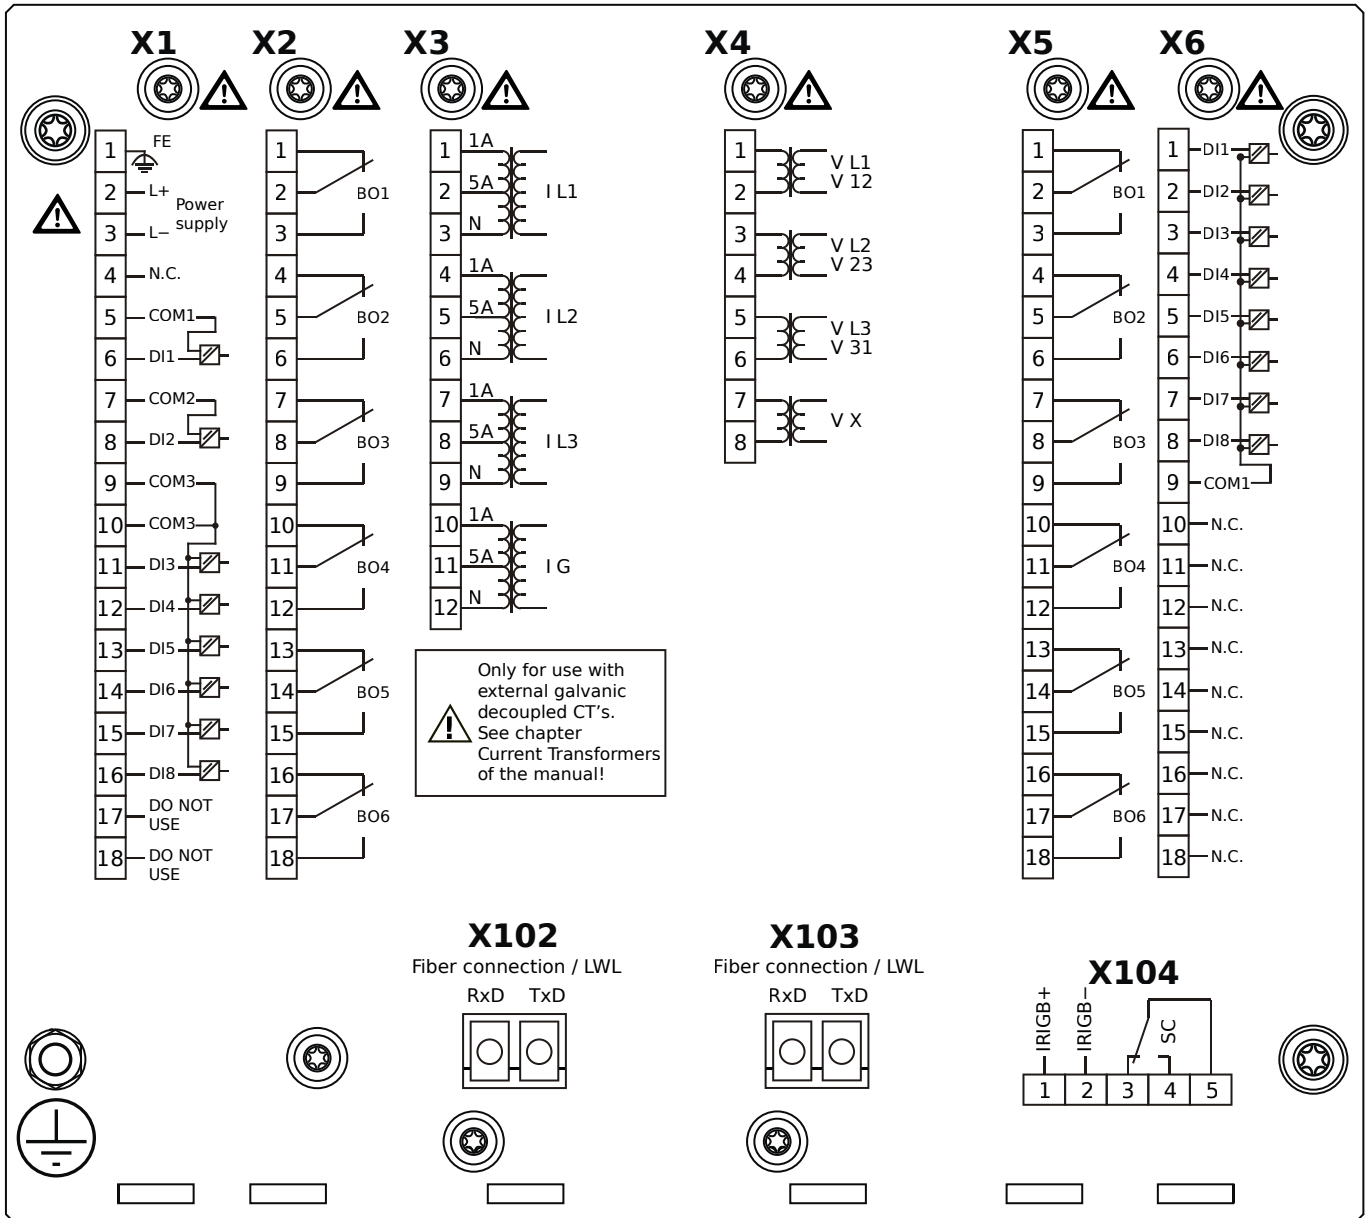 X1
1
FE
2
L+
Power
supply
3
L−
4
N.C.
5
COM1
6
DI1
7
COM2
8
DI2
9
COM3
10
COM3
11
DI3
12
DI4
13
DI5
14
DI6
15
DI7
16
DI8
17
DO NOT
USE
18
DO NOT
USE
X2
1
2
BO1
3
4
5
BO2
6
7
8
BO3
9
10
11
BO4
12
13
14
BO5
15
16
17
BO6
18
X3
1
1A
2
5A
I L1
3
N
4
1A
5
5A
I L2
6
N
7
1A
8
5A
I L3
9
N
10
1A
11
5A
I G
12
N
Only for use with
external galvanic
decoupled CT's.
See chapter
Current Transformers
of the manual!
X4
1
V L1
2
V 12
3
V L2
4
V 23
5
V L3
6
V 31
7
V X
8
X5
1
2
BO1
3
4
5
BO2
6
7
8
BO3
9
10
11
BO4
12
13
14
BO5
15
16
17
BO6
18
X6
1
DI1
2
DI2
3
DI3
4
DI4
5
DI5
6
DI6
7
DI7
8
DI8
9
COM1
10
N.C.
11
N.C.
12
N.C.
13
N.C.
14
N.C.
15
N.C.
16
N.C.
17
N.C.
18
N.C.
X102
Fiber connection / LWL
RxD TxD
X103
Fiber connection / LWL
RxD TxD
X104
IRIGB+
IRIGB−
SC
1 2 3 4 5